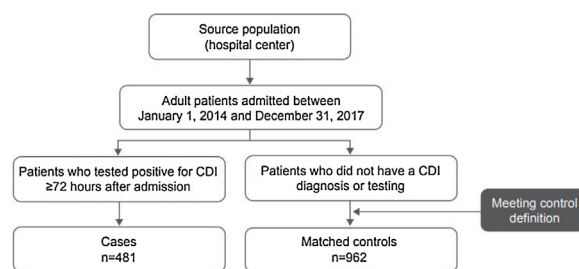 Source population
(hospital center)
Adult patients admitted between
January 1, 2014 and December 31, 2017
Patients who tested positive for CDI
≥72 hours after admission
Patients who did not have a CDI
diagnosis or testing
Meeting control
definition
Cases
n=481
Matched controls
n=962